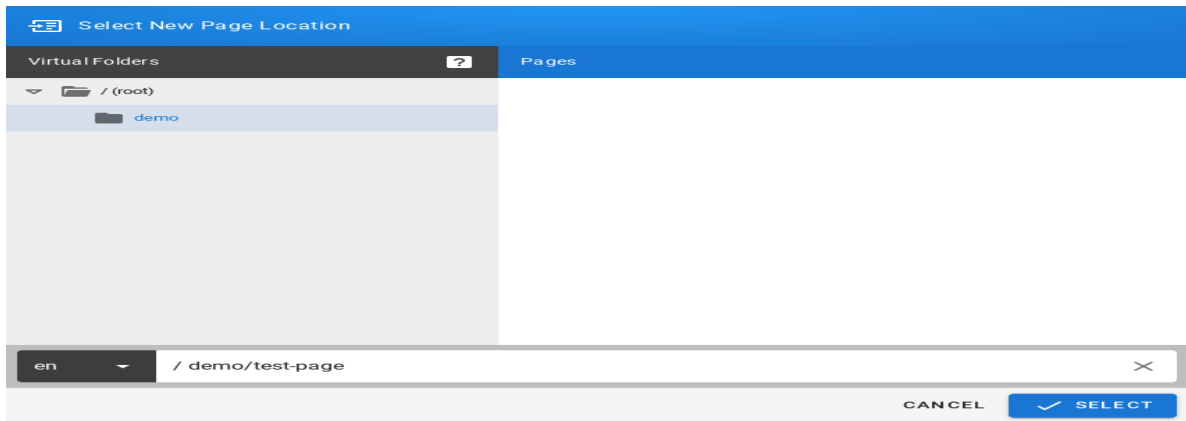 Select New Page Location
Virtual Folders ? Pages
/ (root)
demo
en / demo/test-page
CANCEL SELECT